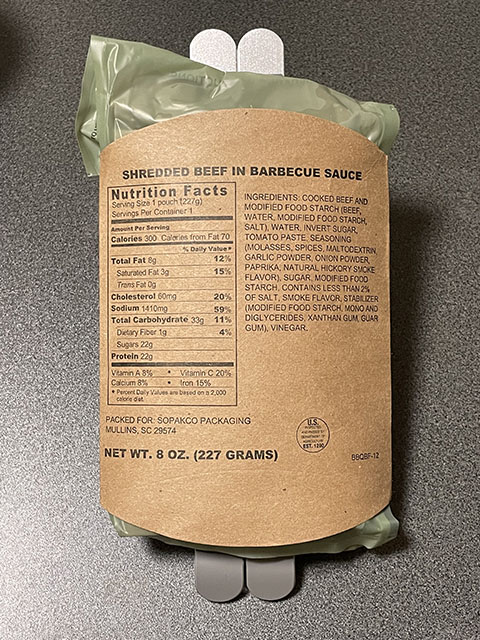 SHREDDED BEEF IN BARBECUE SAUCE
Nutrition Facts
Serving Size 1 pouch (227g)
Servings Per Container 1
Amount Per Serving
Calories 300 Calories from Fat 70
% Daily Value*
Total Fat 8g 12%
Saturated Fat 3g 15%
Trans Fat 0g
Cholesterol 60mg 20%
Sodium 1410mg 59%
Total Carbohydrate 33g 11%
Dietary Fiber 1g 4%
Sugars 22g
Protein 22g
Vitamin A 8% • Vitamin C 20%
Calcium 8% • Iron 15%
* Percent Daily Values are based on a 2,000
calorie diet.
INGREDIENTS: COOKED BEEF AND
MODIFIED FOOD STARCH (BEEF,
WATER, MODIFIED FOOD STARCH,
SALT), WATER, INVERT SUGAR,
TOMATO PASTE, SEASONING
(MOLASSES, SPICES, MALTODEXTRIN,
GARLIC POWDER, ONION POWDER,
PAPRIKA, NATURAL HICKORY SMOKE
FLAVOR), SUGAR, MODIFIED FOOD
STARCH, CONTAINS LESS THAN 2%
OF SALT, SMOKE FLAVOR, STABILIZER
(MODIFIED FOOD STARCH, MONO AND
DIGLYCERIDES, XANTHAN GUM, GUAR
GUM), VINEGAR.
PACKED FOR: SOPAKCO PACKAGING
MULLINS, SC 29574
U.S.
INSPECTED
AND PASSED BY
DEPARTMENT OF
AGRICULTURE
EST. 1290
NET WT. 8 OZ. (227 GRAMS)
BBQBF-12